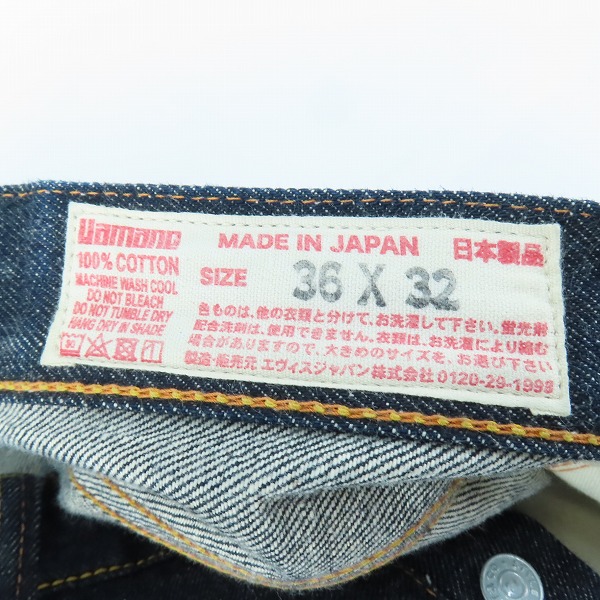 Yamane MADE IN JAPAN 日本製品
100% COTTON
MACHINE WASH COOL
DO NOT BLEACH
DO NOT TUMBLE DRY
HANG DRY IN SHADE
SIZE 36 X 32
色ものは、他の衣類と分けて、お洗濯して下さい。蛍光剤
配合洗剤は、使用できません。衣類は、お洗濯により縮む
場合がありますので、大きめのサイズを、お選び下さい
製造・販売元 エヴィスジャパン株式会社 0120-29-1998